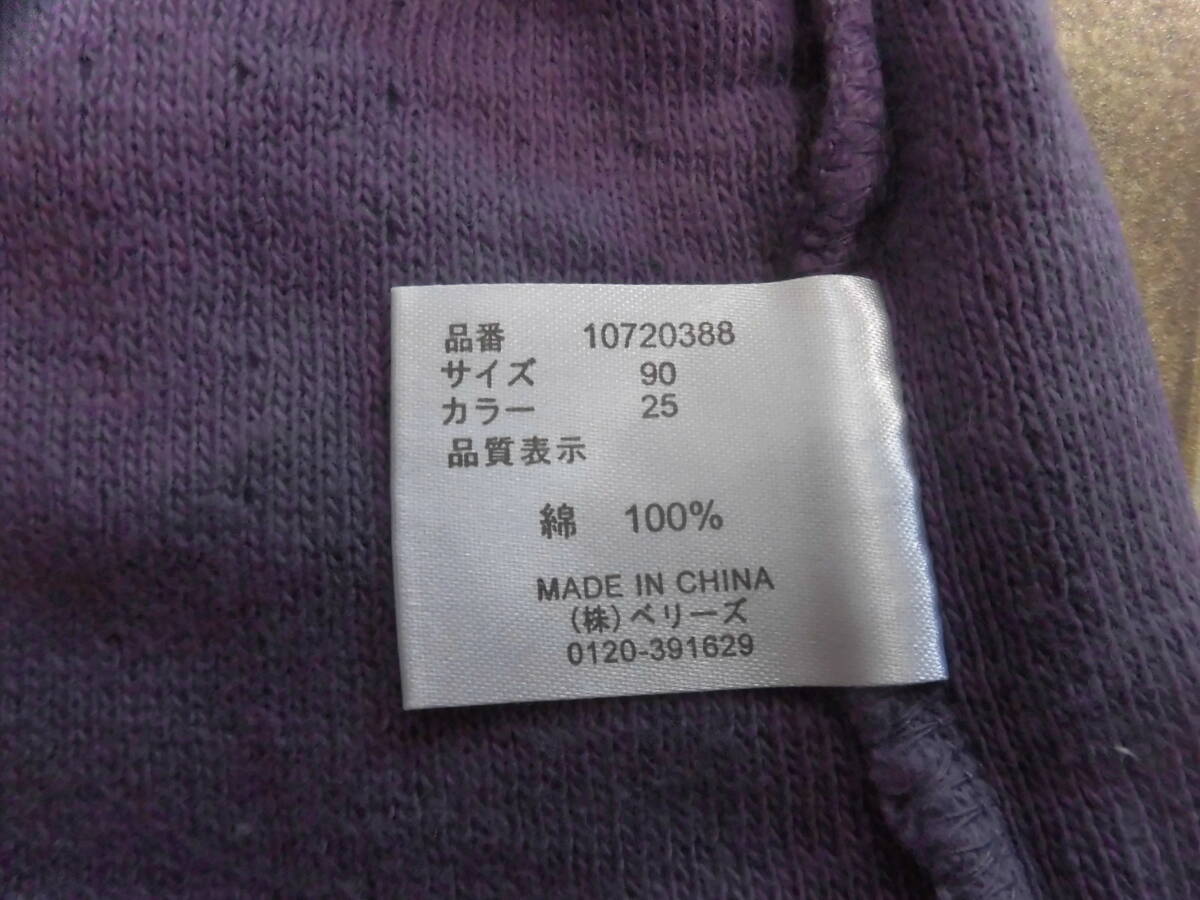 品番 10720388
サイズ 90
カラー 25
品質表示
綿 100%
MADE IN CHINA
(株)ベリーズ
0120-391629